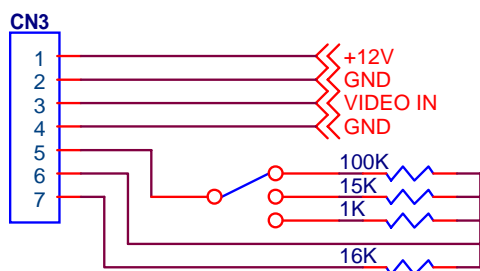 CN3
1 +12V
2 GND
3 VIDEO IN
4 GND
5
6 100K
7 15K
1K
16K